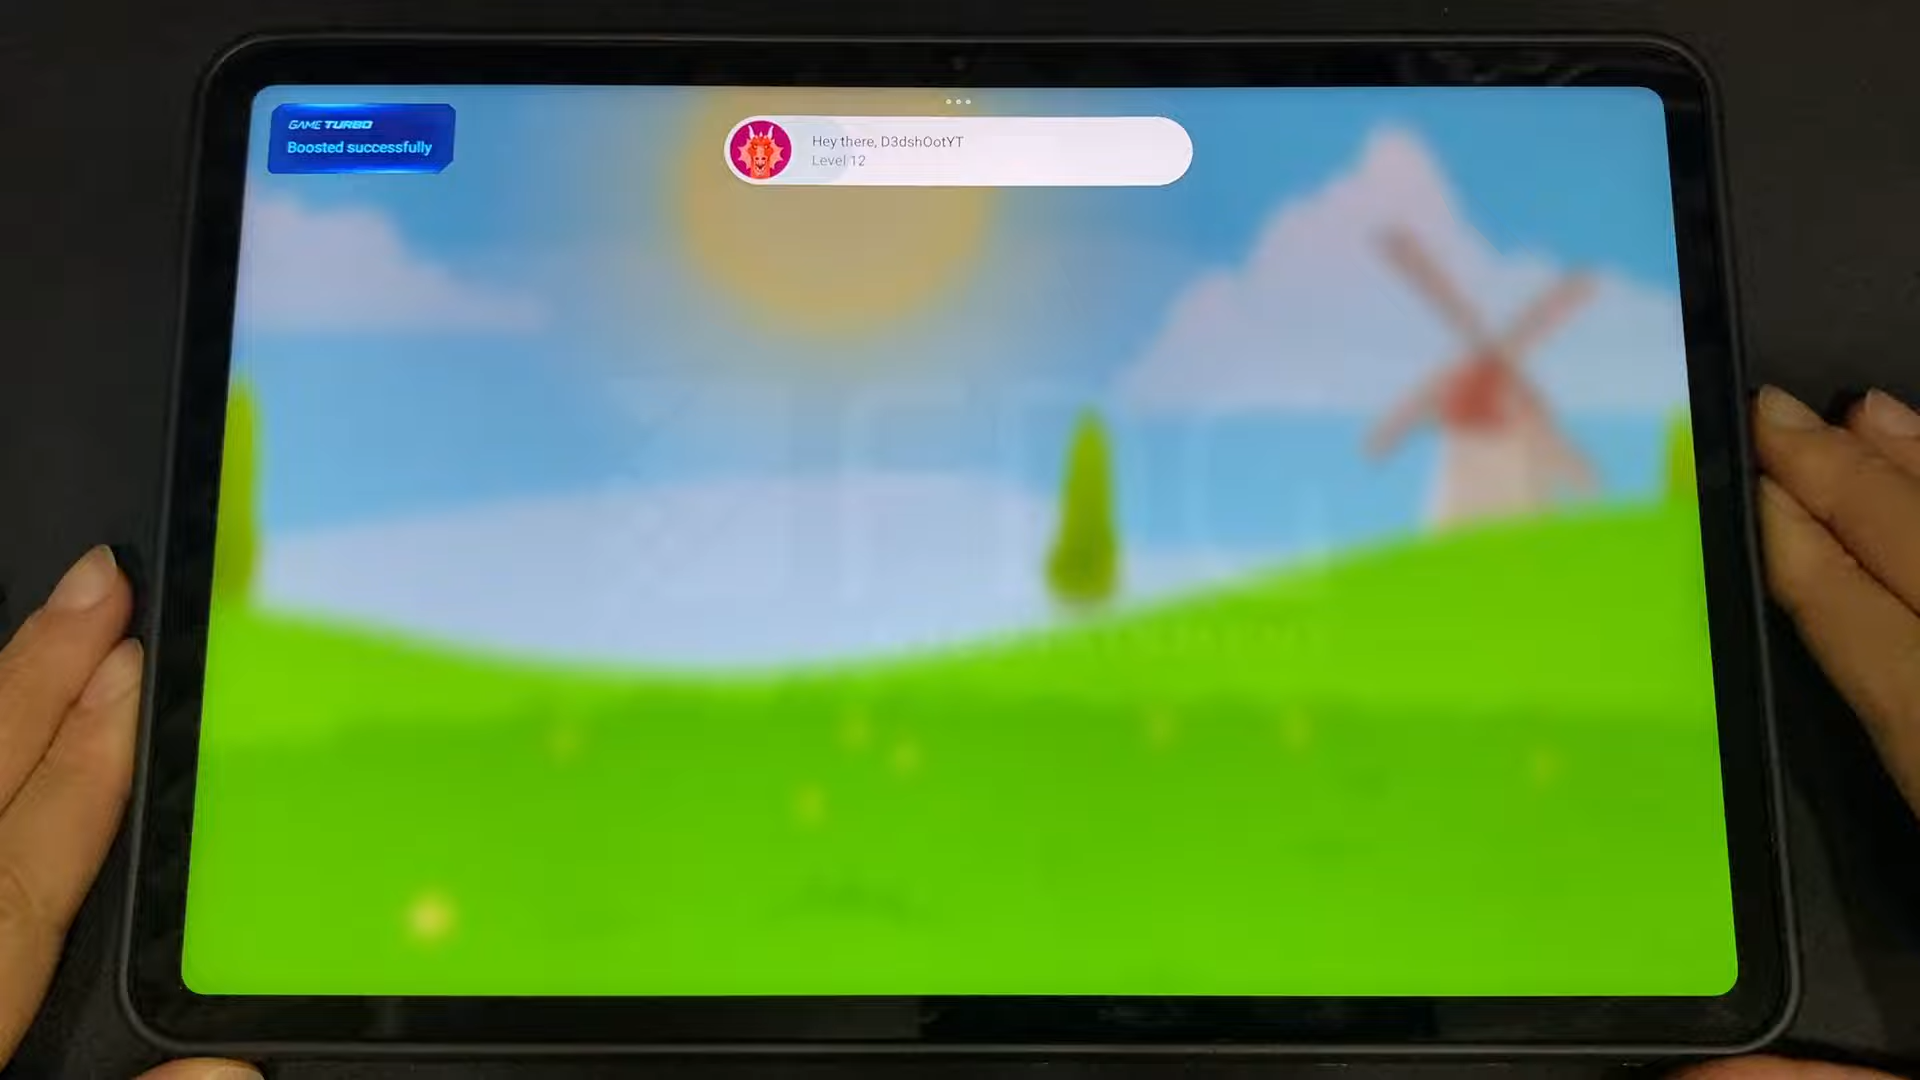 GAME TURBO
Boosted successfully
Hey there, D3dshOotYT
Level 12